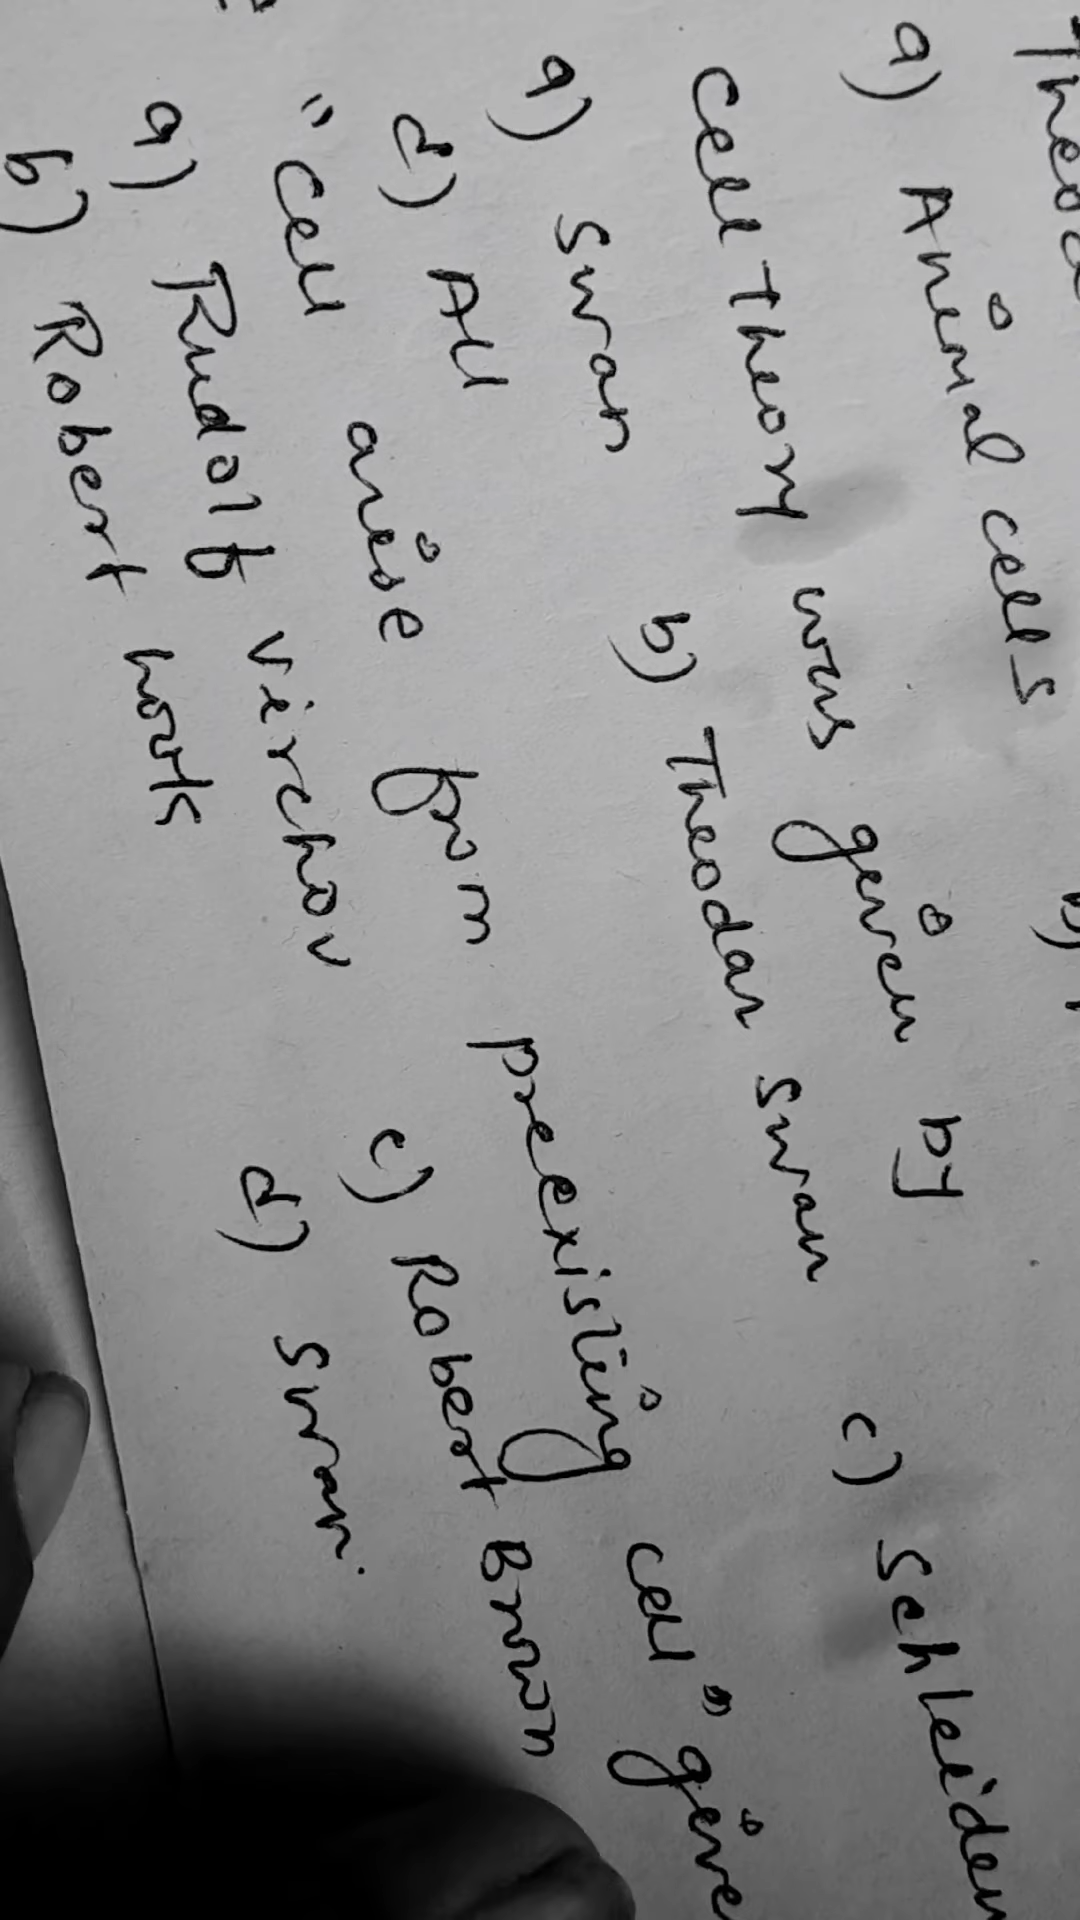 a) Animal cells
Cell Theory was given by
a) Swan b) Theodar Swan c) Schleiden
d) All
"Cell arise from preexisting cell" give
a) Rudolf Virchov c) Robert Brown
b) Robert hook d) Swan.